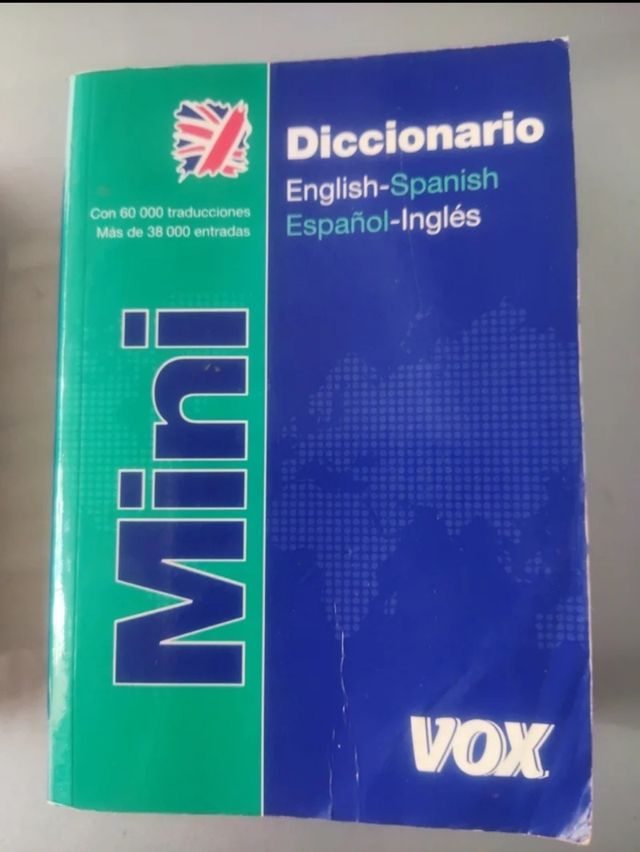 Diccionario
English-Spanish
Español-Inglés
Con 60 000 traducciones
Más de 38 000 entradas
Mini
VOX